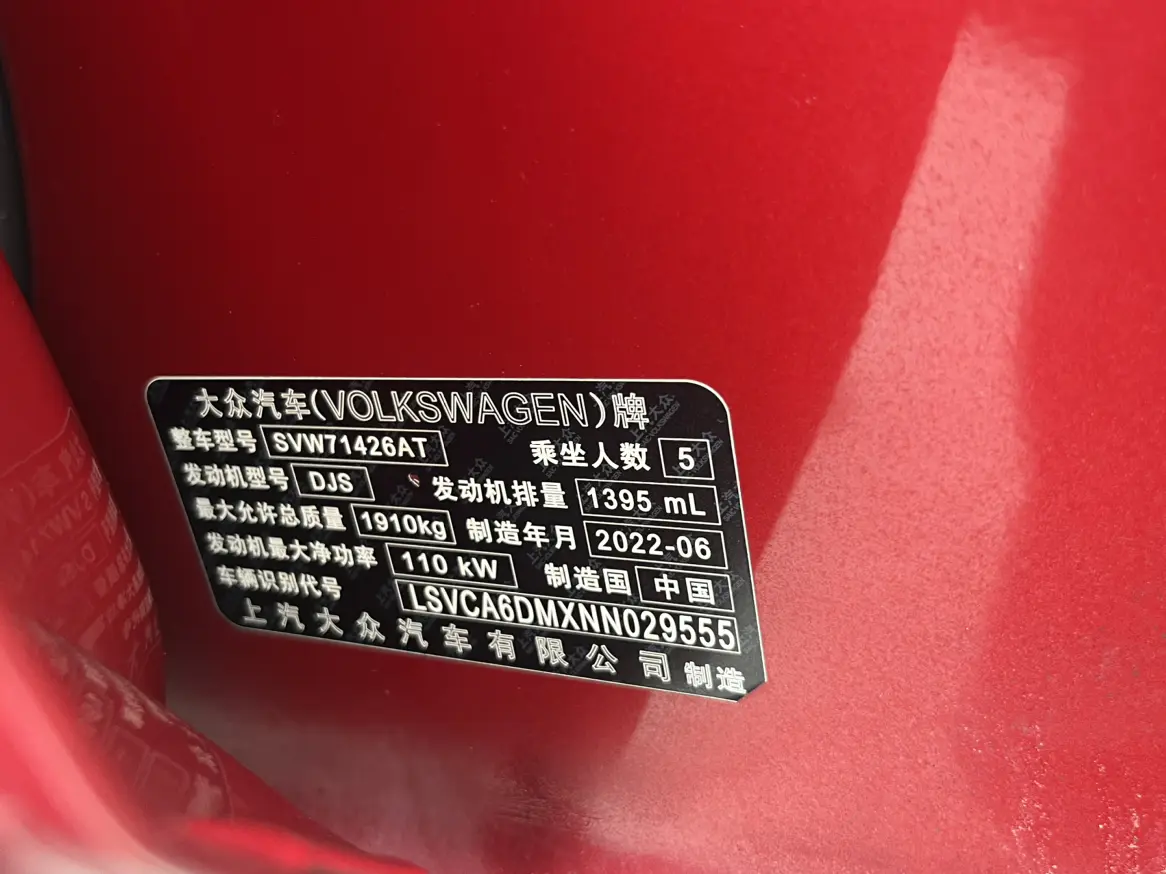 大众汽车(VOLKSWAGEN)牌
整车型号 SVW71426AT 乘坐人数 5
发动机型号 DJS 发动机排量 1395 mL
最大允许总质量 1910kg 制造年月 2022-06
发动机最大净功率 110 kW 制造国 中国
车辆识别代号 LSVCA6DMXNN029555
上汽大众汽车有限公司 制造